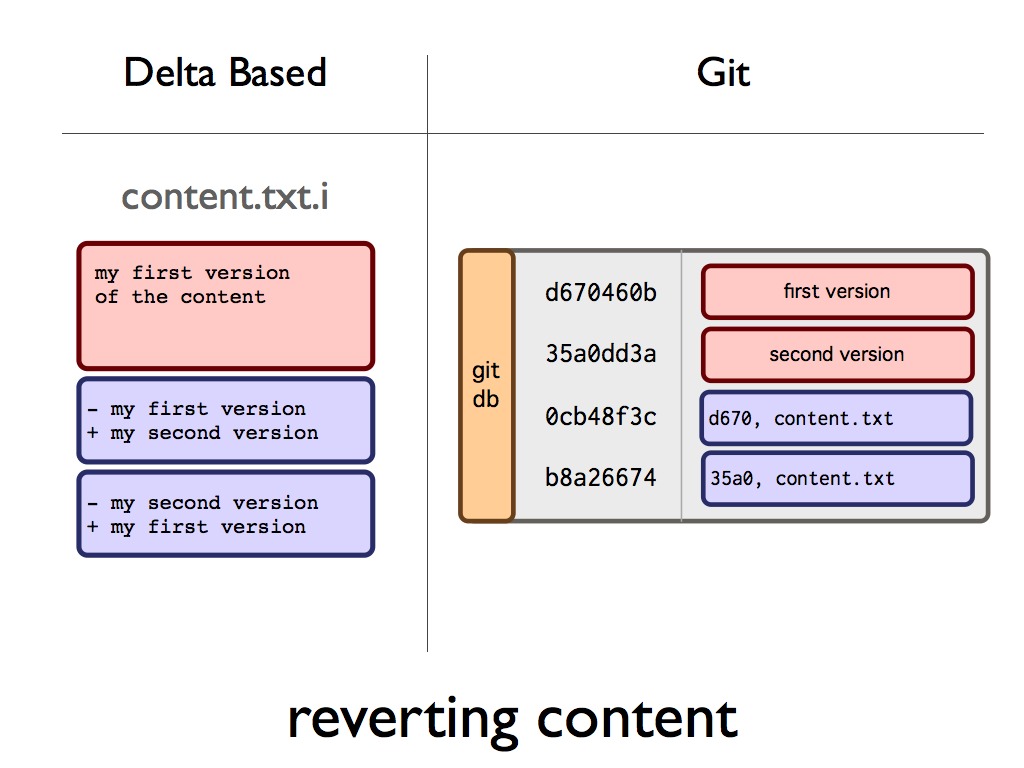 Delta Based
Git
content.txt.i
my first version
of the content
- my first version
+ my second version
- my second version
+ my first version
git
db
d670460b
first version
35a0dd3a
second version
0cb48f3c
d670, content.txt
b8a26674
35a0, content.txt
reverting content